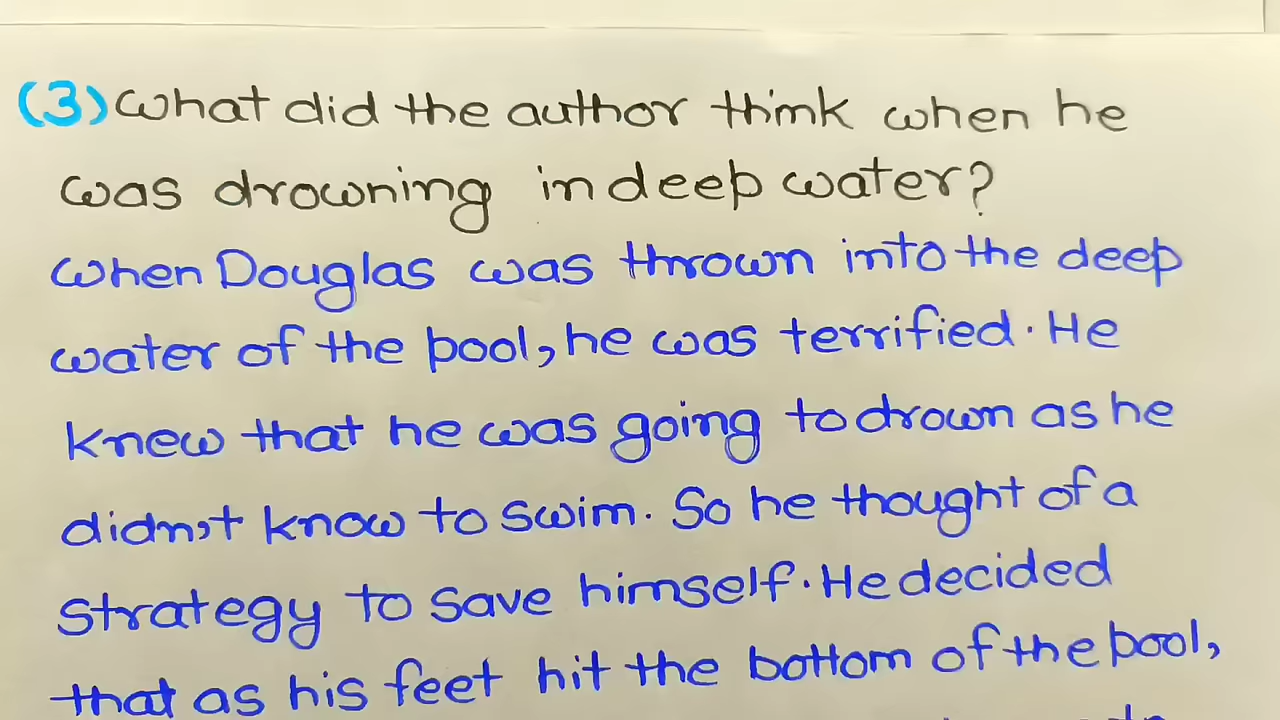 (3) What did the author think when he
was drowning in deep water?
When Douglas was thrown into the deep
water of the pool, he was terrified. He
knew that he was going to drown as he
didn't know to swim. So he thought of a
strategy to save himself. He decided
that as his feet hit the bottom of the pool,